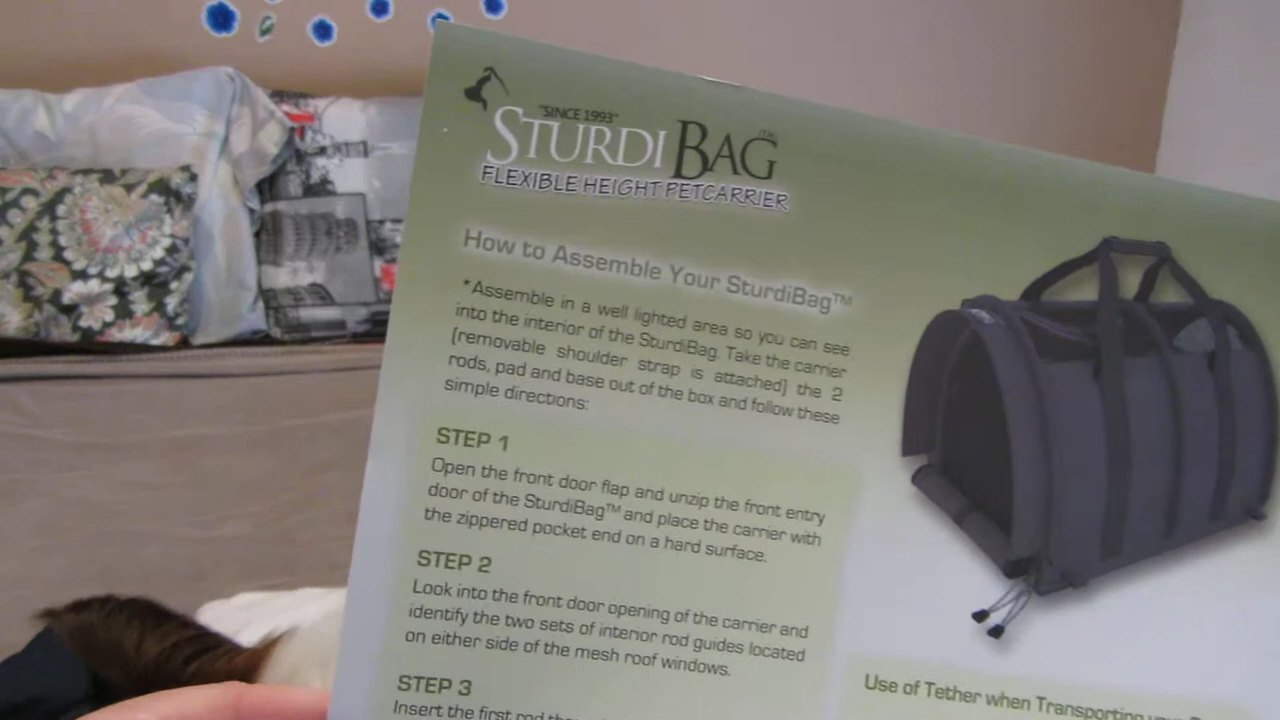 "SINCE 1993"
STURDIBAG™
FLEXIBLE HEIGHT PETCARRIER
How to Assemble Your SturdiBag™
*Assemble in a well lighted area so you can see
into the interior of the SturdiBag. Take the carrier
(removable shoulder strap is attached) the 2
rods, pad and base out of the box and follow these
simple directions:
STEP 1
Open the front door flap and unzip the front entry
door of the SturdiBag™ and place the carrier with
the zippered pocket end on a hard surface.
STEP 2
Look into the front door opening of the carrier and
identify the two sets of interior rod guides located
on either side of the mesh roof windows.
STEP 3
Insert the first rod
Use of Tether when Transporting